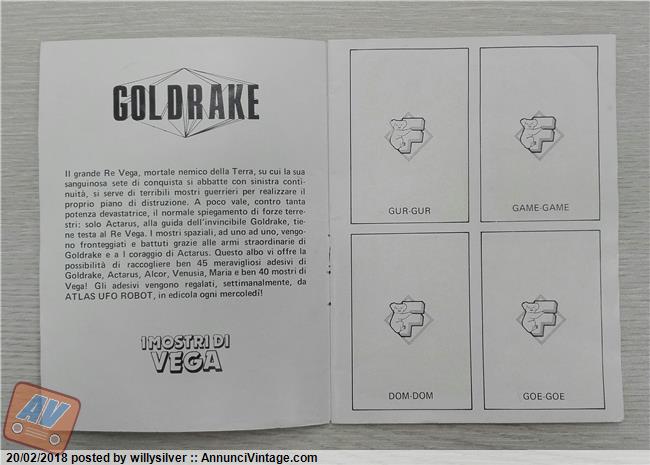 GOLDRAKE
Il grande Re Vega, mortale nemico della Terra, su cui la sua
sanguinosa sete di conquista si abbatte con sinistra conti-
nuità, si serve di terribili mostri guerrieri per realizzare il
proprio piano di distruzione. A poco vale, contro tanta
potenza devastatrice, il normale spiegamento di forze terre-
stri: solo Actarus, alla guida dell'invincibile Goldrake, tie-
ne testa al Re Vega. I mostri spaziali, ad uno ad uno, vengo-
no fronteggiati e battuti grazie alle armi straordinarie di
Goldrake e a l coraggio di Actarus. Questo albo vi offre la
possibilità di raccogliere ben 45 meravigliosi adesivi di
Goldrake, Actarus, Alcor, Venusia, Maria e ben 40 mostri di
Vega! Gli adesivi vengono regalati, settimanalmente, da
ATLAS UFO ROBOT, in edicola ogni mercoledì!
I MOSTRI DI
VEGA
F
GUR-GUR
F
GAME-GAME
F
DOM-DOM
F
GOE-GOE
AV
20/02/2018 posted by willysilver :: AnnunciVintage.com